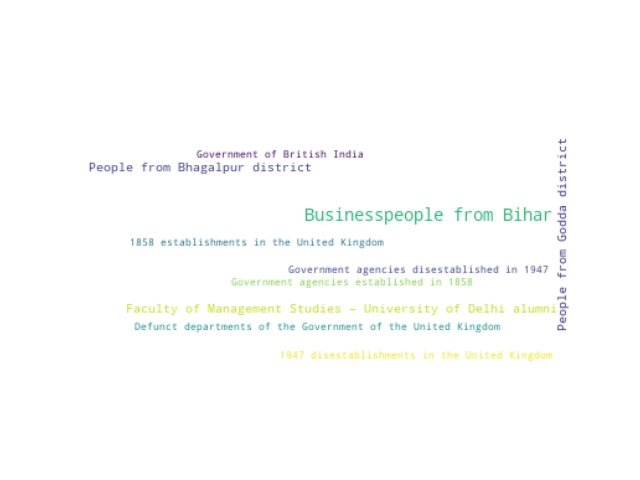 Government of British India
People from Bhagalpur district
People from Godda district
Businesspeople from Bihar
1858 establishments in the United Kingdom
Government agencies disestablished in 1947
Government agencies established in 1858
Faculty of Management Studies – University of Delhi alumni
Defunct departments of the Government of the United Kingdom
1947 disestablishments in the United Kingdom